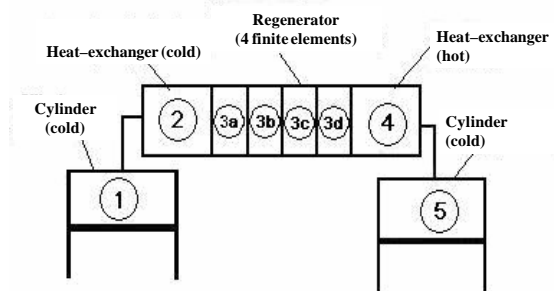 Regenerator
(4 finite elements)
Heat–exchanger (cold)
Heat–exchanger
(hot)
Cylinder
(cold)
Cylinder
(cold)
2
3a
3b
3c
3d
4
1
5